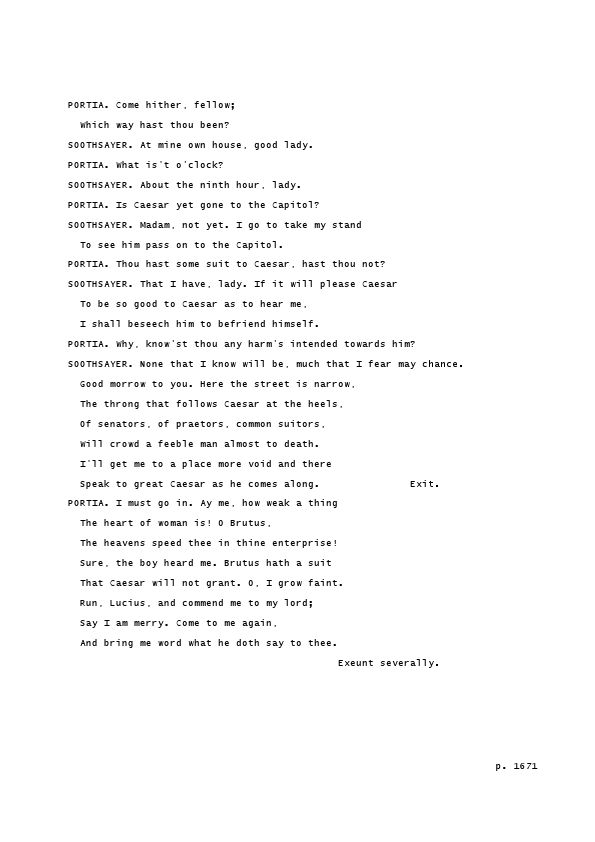 PORTIA. Come hither, fellow;
Which way hast thou been?
SOOTHSAYER. At mine own house, good lady.
PORTIA. What is't o'clock?
SOOTHSAYER. About the ninth hour, lady.
PORTIA. Is Caesar yet gone to the Capitol?
SOOTHSAYER. Madam, not yet. I go to take my stand
To see him pass on to the Capitol.
PORTIA. Thou hast some suit to Caesar, hast thou not?
SOOTHSAYER. That I have, lady. If it will please Caesar
To be so good to Caesar as to hear me,
I shall beseech him to befriend himself.
PORTIA. Why, know'st thou any harm's intended towards him?
SOOTHSAYER. None that I know will be, much that I fear may chance.
Good morrow to you. Here the street is narrow,
The throng that follows Caesar at the heels,
Of senators, of praetors, common suitors,
Will crowd a feeble man almost to death.
I'll get me to a place more void and there
Speak to great Caesar as he comes along. Exit.
PORTIA. I must go in. Ay me, how weak a thing
The heart of woman is! O Brutus,
The heavens speed thee in thine enterprise!
Sure, the boy heard me. Brutus hath a suit
That Caesar will not grant. O, I grow faint.
Run, Lucius, and commend me to my lord;
Say I am merry. Come to me again,
And bring me word what he doth say to thee.
Exeunt severally.
p. 1671